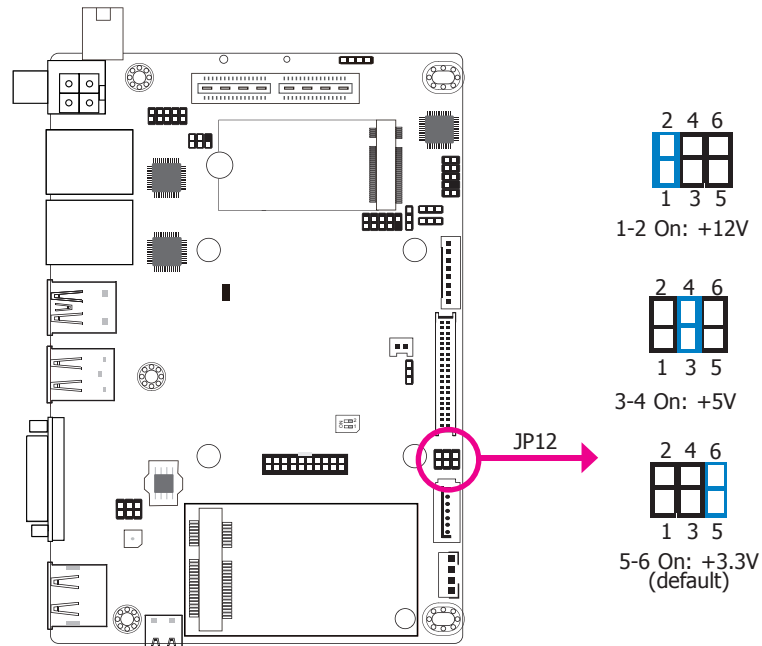 2 4 6
1 3 5
1-2 On: +12V
2 4 6
1 3 5
3-4 On: +5V
JP12
2 4 6
1 3 5
5-6 On: +3.3V
(default)